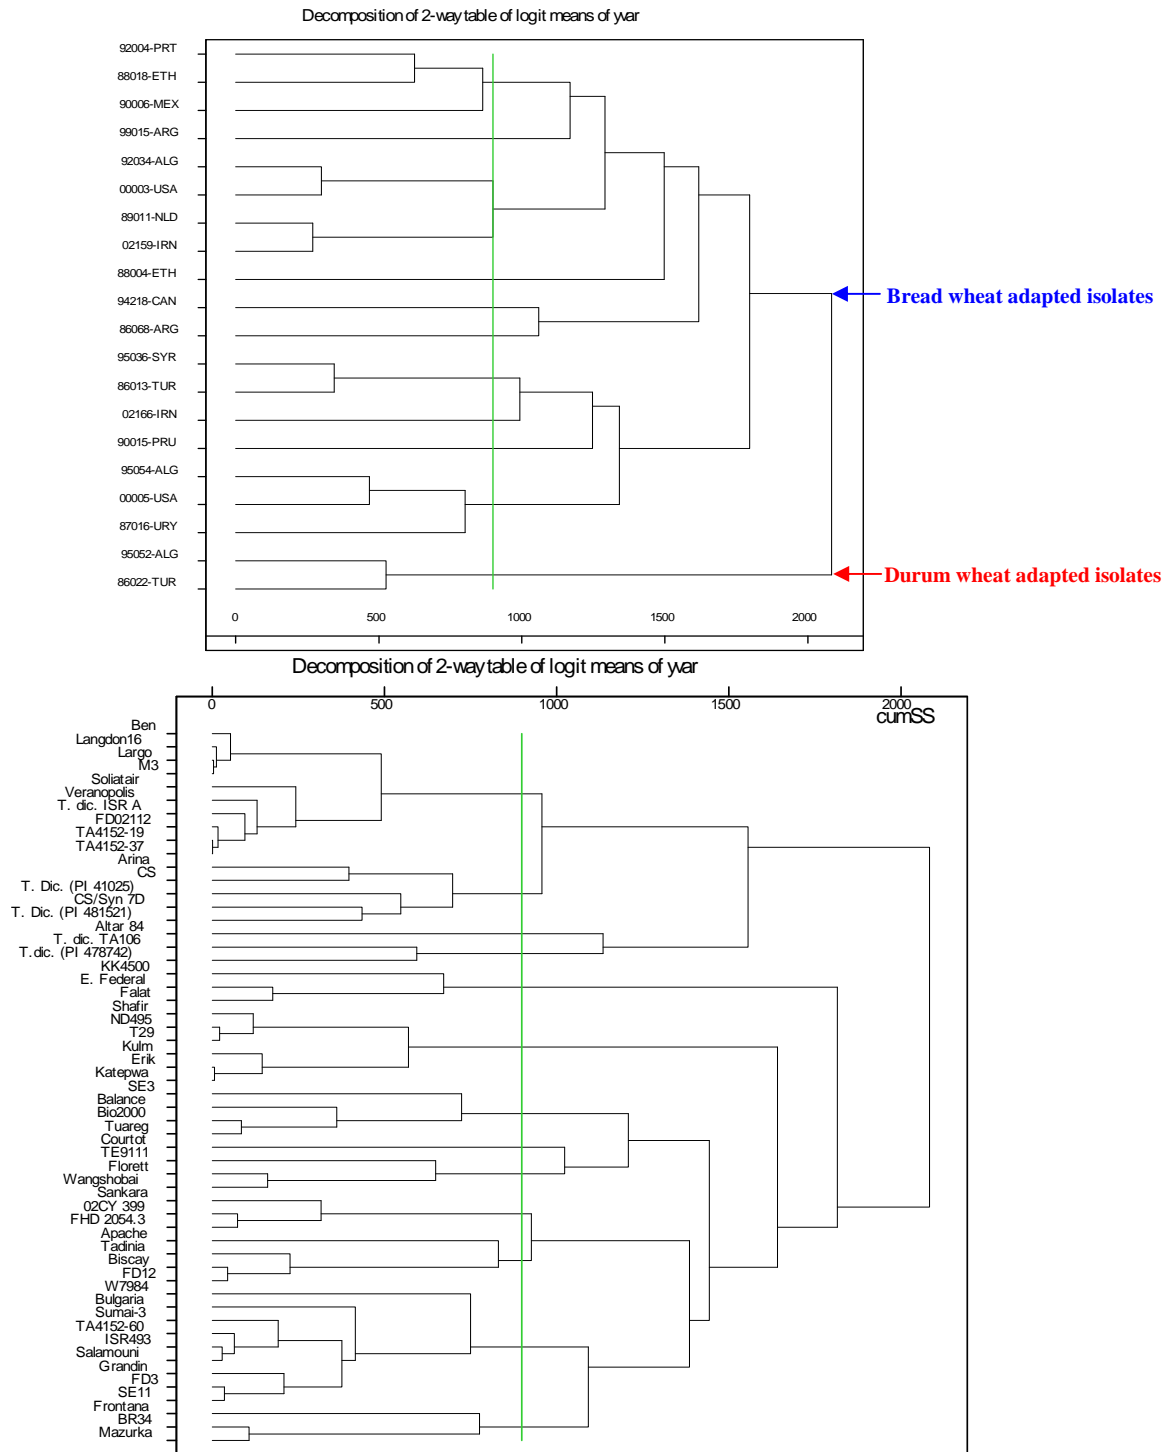 Decomposition of 2-way table of logit means of yvar
92004-PRT
88018-ETH
90006-MEX
99015-ARG
92034-ALG
00003-USA
89011-NLD
02159-IRN
88004-ETH
94218-CAN
Bread wheat adapted isolates
86068-ARG
95036-SYR
86013-TUR
02166-IRN
90015-PRU
95054-ALG
00005-USA
87016-URY
95052-ALG
Durum wheat adapted isolates
86022-TUR
0 500 1000 1500 2000
Decomposition of 2-way table of logit means of yvar
0 500 1000 1500 2000
cumSS
Ben
Langdon16
Largo
M3
Soliatair
Veranopolis
T. dic. ISR A
FD02112
TA4152-19
TA4152-37
Arina
CS
T. Dic. (PI 41025)
CS/Syn 7D
T. Dic. (PI 481521)
Altar 84
T. dic. TA106
T.dic. (PI 478742)
KK4500
E. Federal
Falat
Shafir
ND495
T29
Kulm
Erik
Katepwa
SE3
Balance
Bio2000
Tuareg
Courtot
TE9111
Florett
Wangshobai
Sankara
02CY 399
FHD 2054.3
Apache
Tadinia
Biscay
FD12
W7984
Bulgaria
Sumai-3
TA4152-60
ISR493
Salamouni
Grandin
FD3
SE11
Frontana
BR34
Mazurka